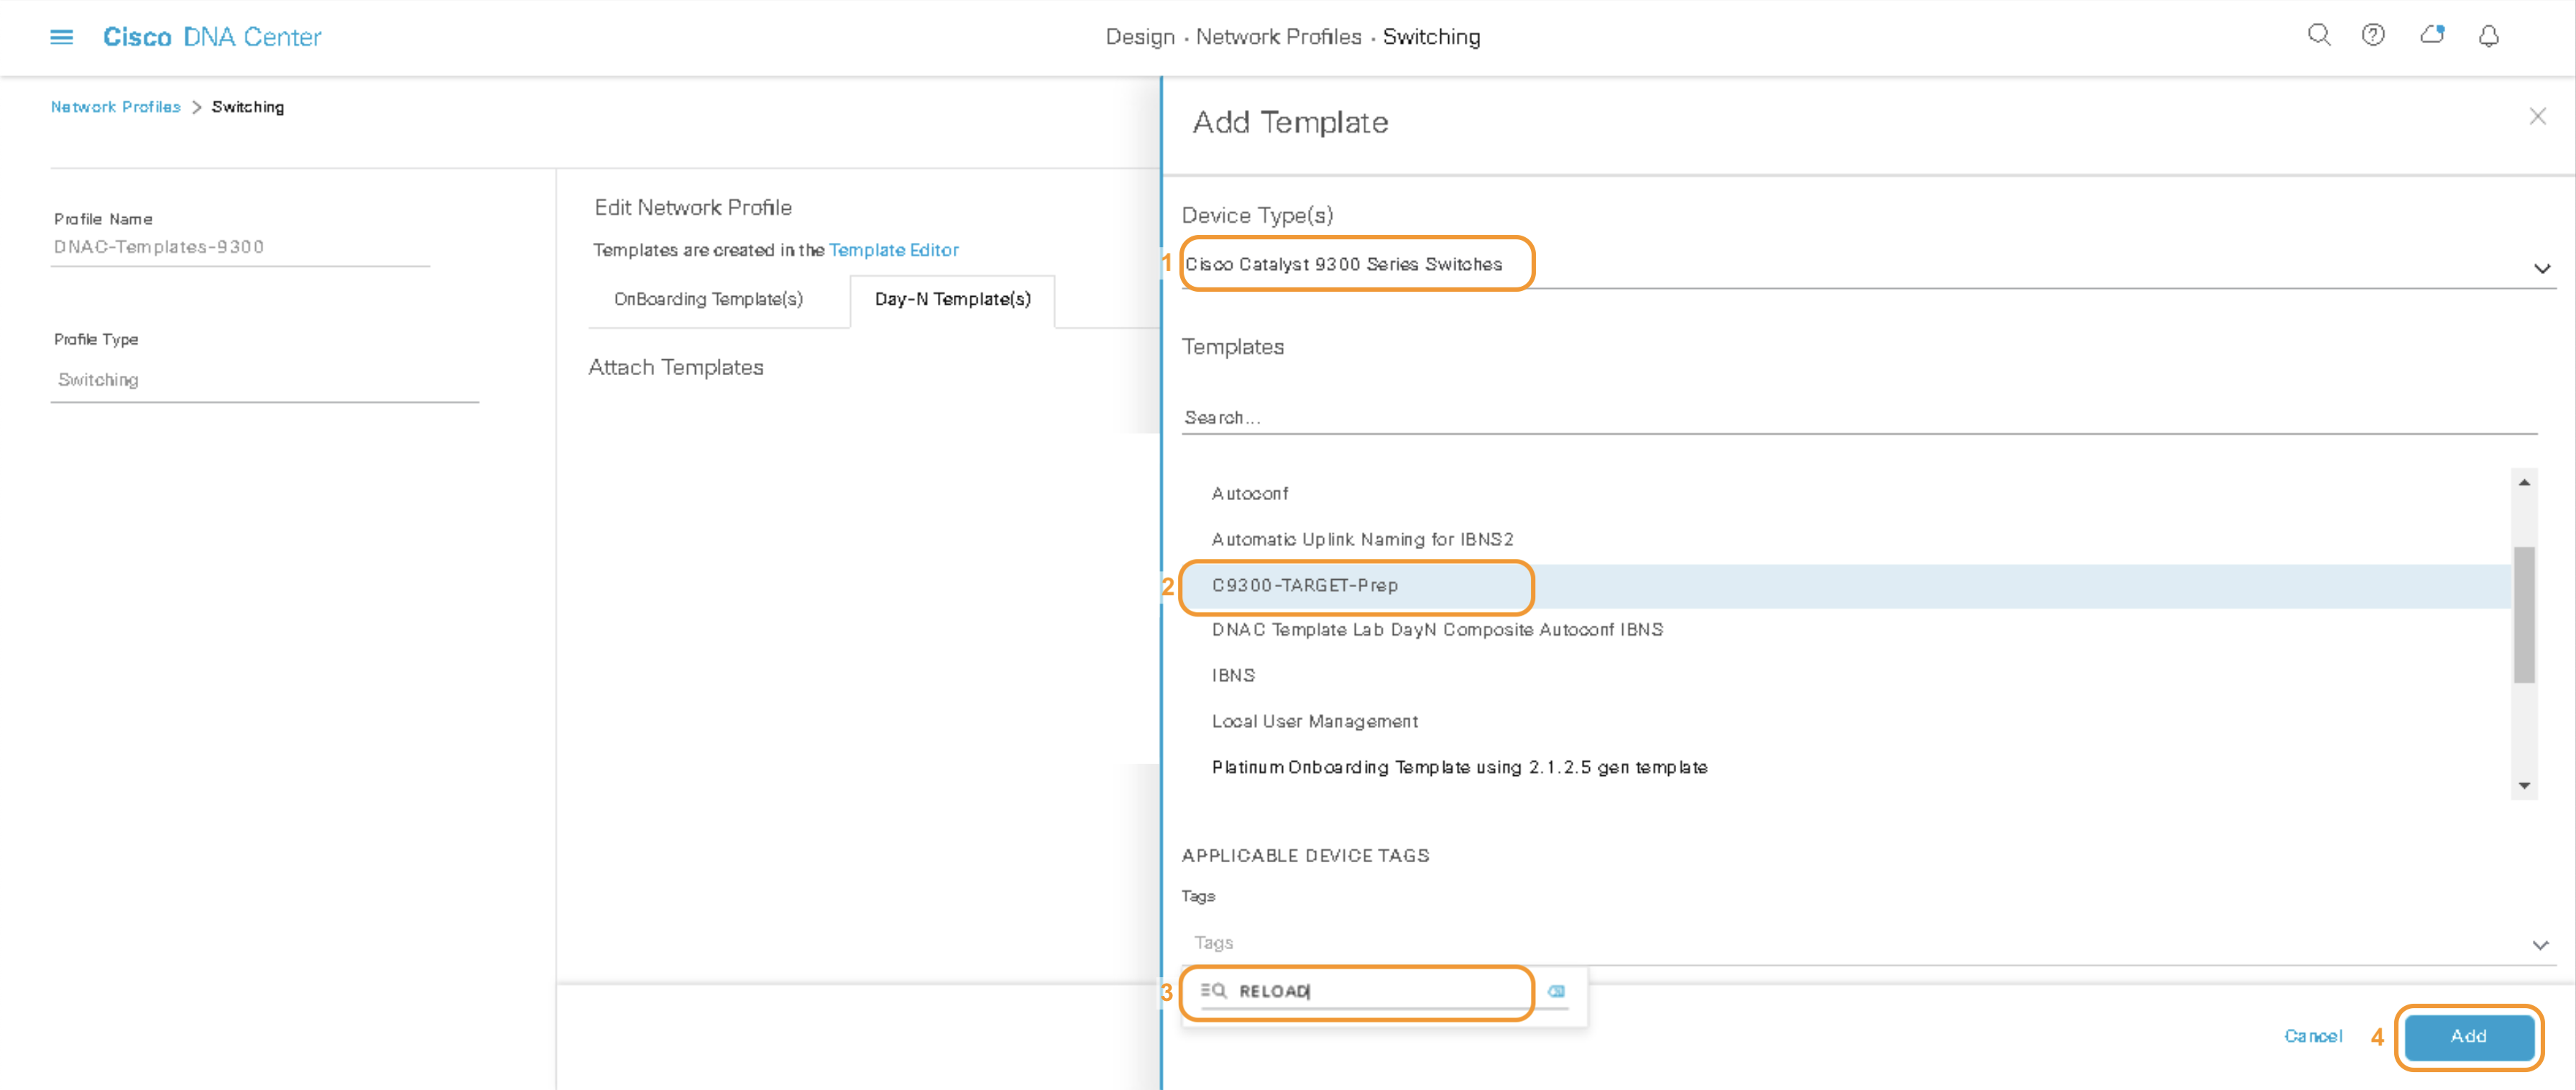 Cisco DNA Center
Design · Network Profiles · Switching
Network Profiles > Switching
Profile Name
DNAC-Templates-9300
Profile Type
Switching
Edit Network Profile
Templates are created in the Template Editor
OnBoarding Template(s)
Day-N Template(s)
Attach Templates
Add Template
Device Type(s)
1 Cisco Catalyst 9300 Series Switches
Templates
Search...
Autoconf
Automatic Uplink Naming for IBNS2
2 C9300-TARGET-Prep
DNAC Template Lab DayN Composite Autoconf IBNS
IBNS
Local User Management
Platinum Onboarding Template using 2.1.2.5 gen template
APPLICABLE DEVICE TAGS
Tags
Tags
3 RELOAD
Cancel 4 Add